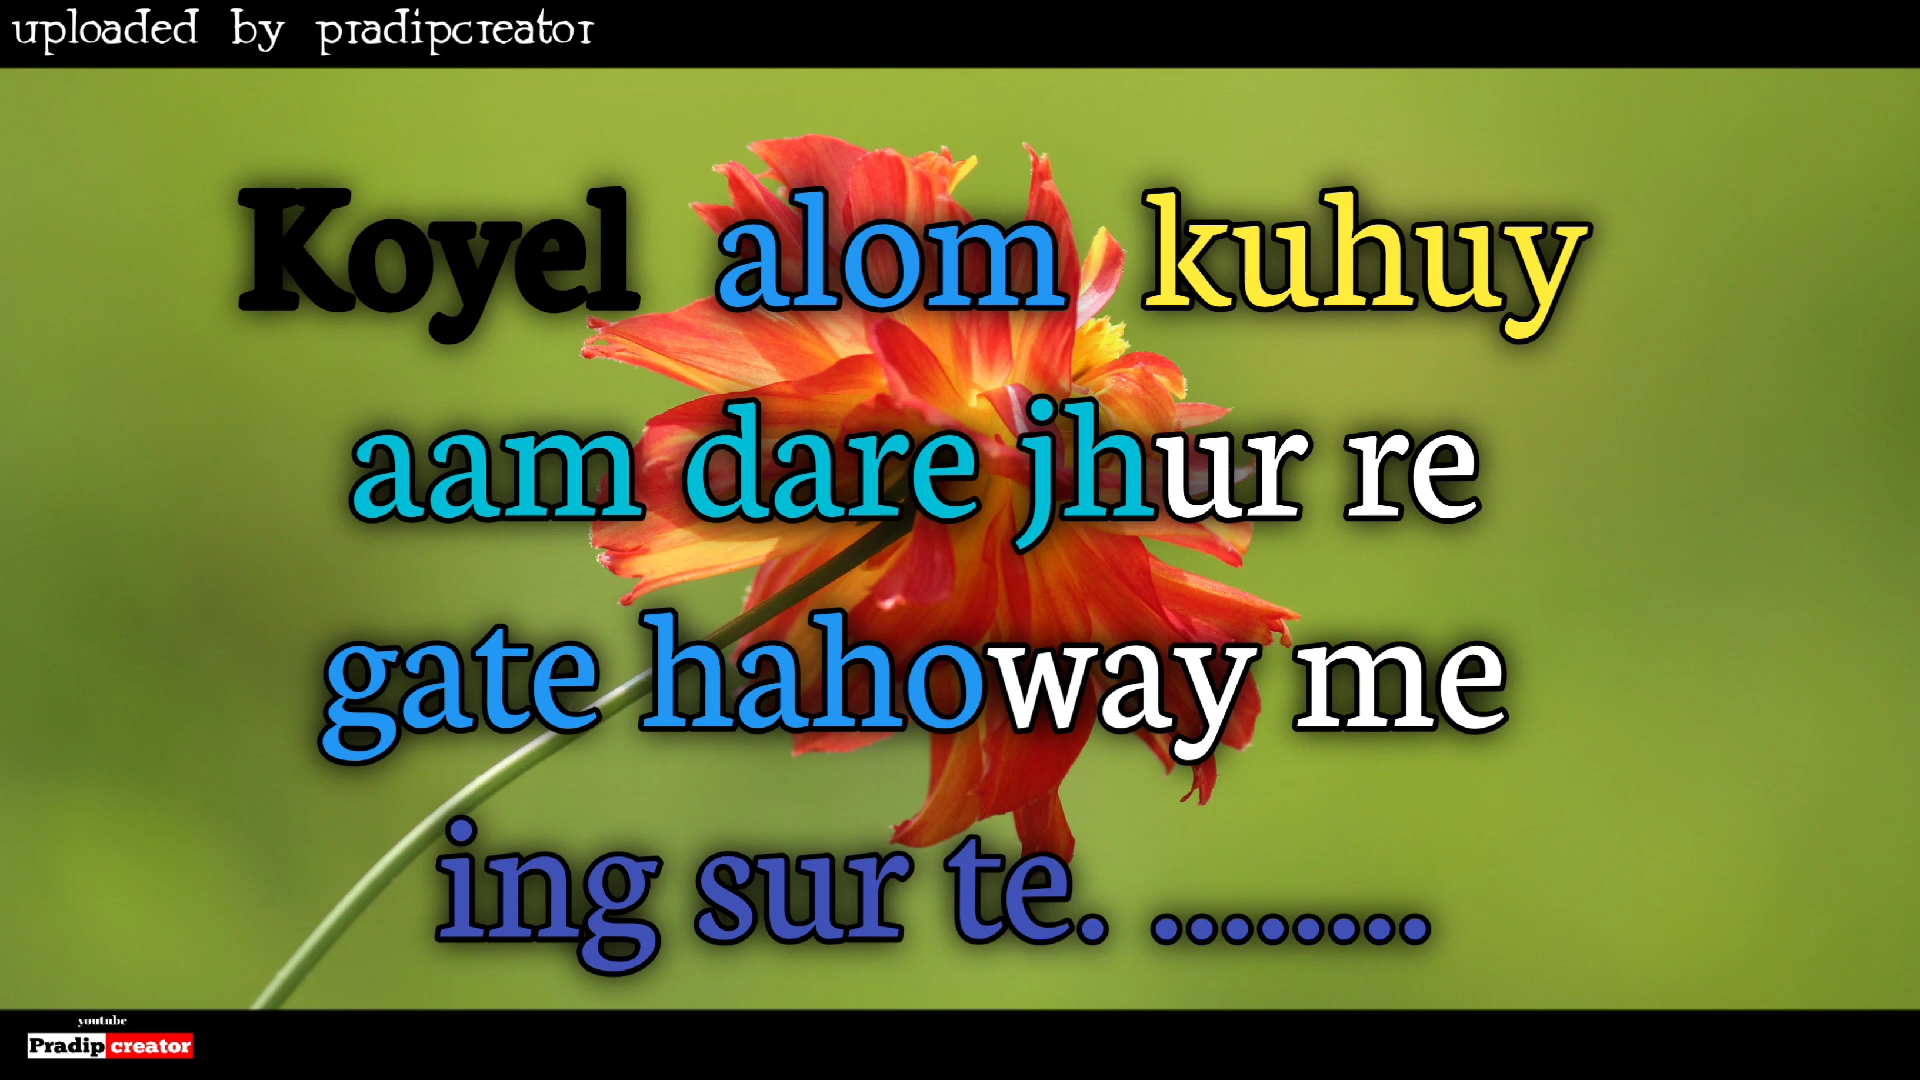 uploaded by pradipcreator
Koyel alom kuhuy
aam dare jhur re
gate hahoway me
ing sur te. ........
youtube
Pradip creator